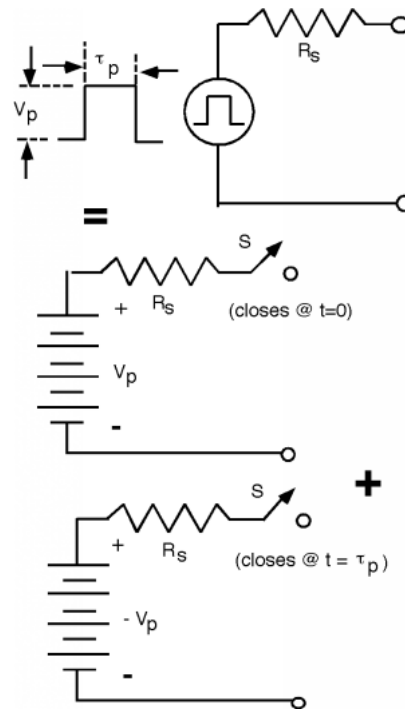 τp
Vp
Rs
=
S
+
Rs
(closes @ t=0)
Vp
-
+
S
+
Rs
(closes @ t = τp)
- Vp
-